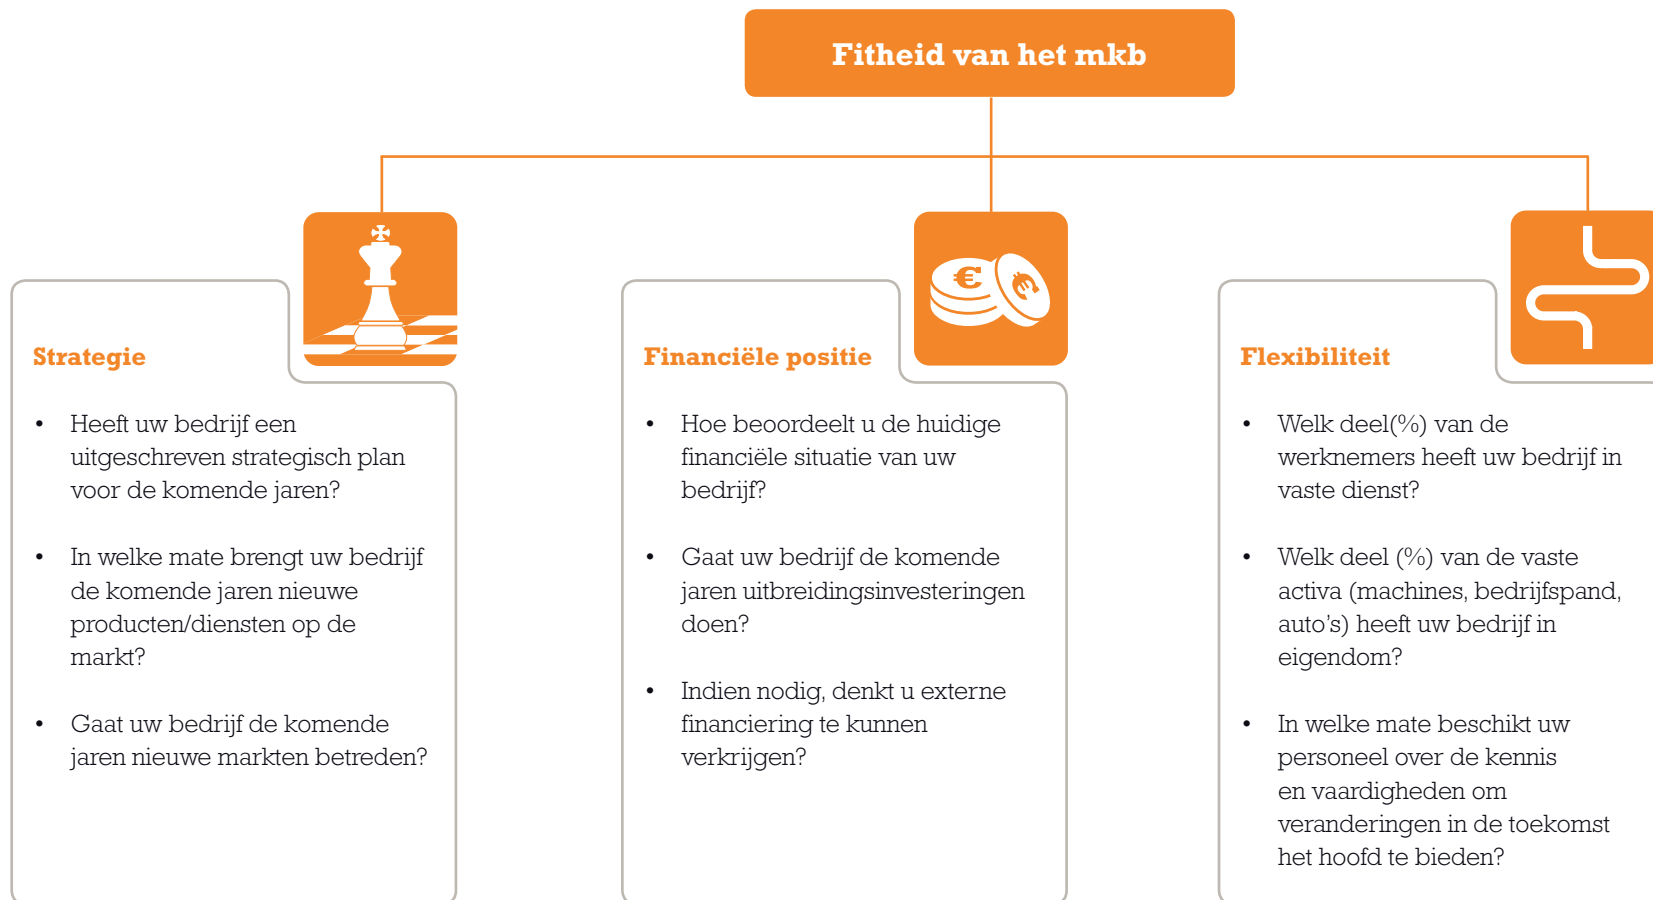 Fitheid van het mkb
Strategie
• Heeft uw bedrijf een
uitgeschreven strategisch plan
voor de komende jaren?
• In welke mate brengt uw bedrijf
de komende jaren nieuwe
producten/diensten op de
markt?
• Gaat uw bedrijf de komende
jaren nieuwe markten betreden?
€ €
Financiële positie
• Hoe beoordeelt u de huidige
financiële situatie van uw
bedrijf?
• Gaat uw bedrijf de komende
jaren uitbreidingsinvesteringen
doen?
• Indien nodig, denkt u externe
financiering te kunnen
verkrijgen?
Flexibiliteit
• Welk deel(%) van de
werknemers heeft uw bedrijf in
vaste dienst?
• Welk deel (%) van de vaste
activa (machines, bedrijfspand,
auto’s) heeft uw bedrijf in
eigendom?
• In welke mate beschikt uw
personeel over de kennis
en vaardigheden om
veranderingen in de toekomst
het hoofd te bieden?